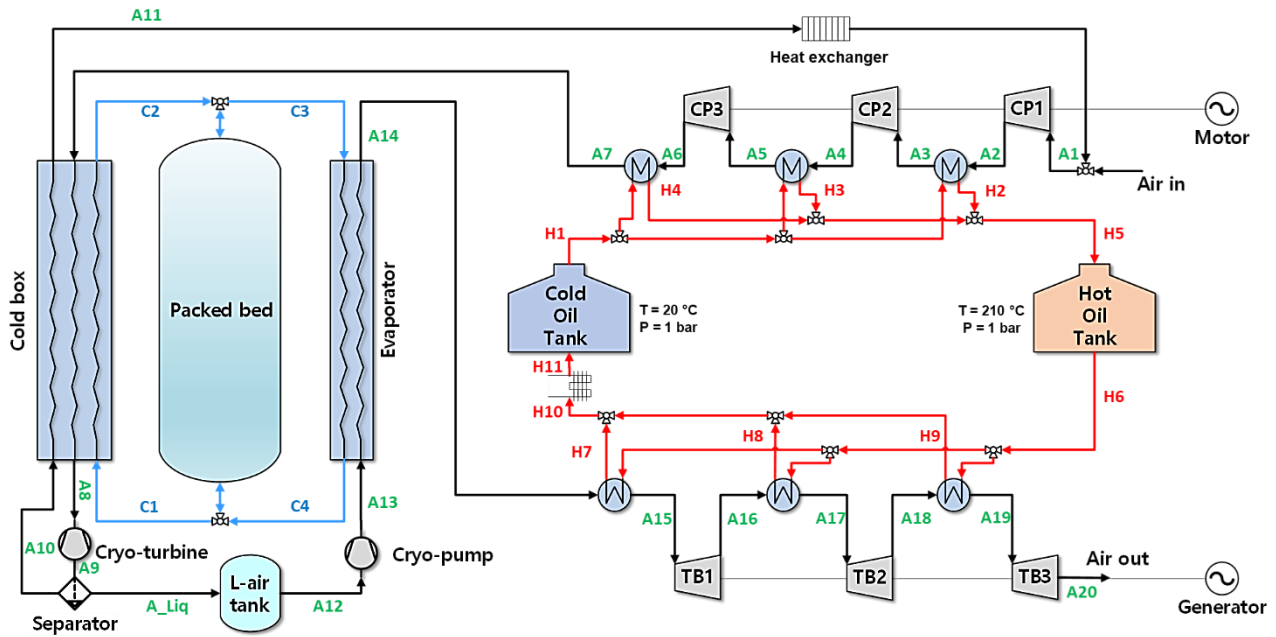 A11
Heat exchanger
C2
C3
A14
CP3
CP2
CP1
Motor
A7
A6
A5
A4
A3
A2
A1
Air in
H4
H3
H2
H1
H5
Cold box
Packed bed
Evaporator
Cold
Oil
Tank
T = 20 °C
P = 1 bar
T = 210 °C
P = 1 bar
Hot
Oil
Tank
H11
H10
H6
H7
H8
H9
A8
C1
C4
A13
A15
A16
A17
A18
A19
A10
Cryo-turbine
A9
Cryo-pump
L-air
tank
Separator
A_Liq
A12
TB1
TB2
TB3
Air out
A20
Generator